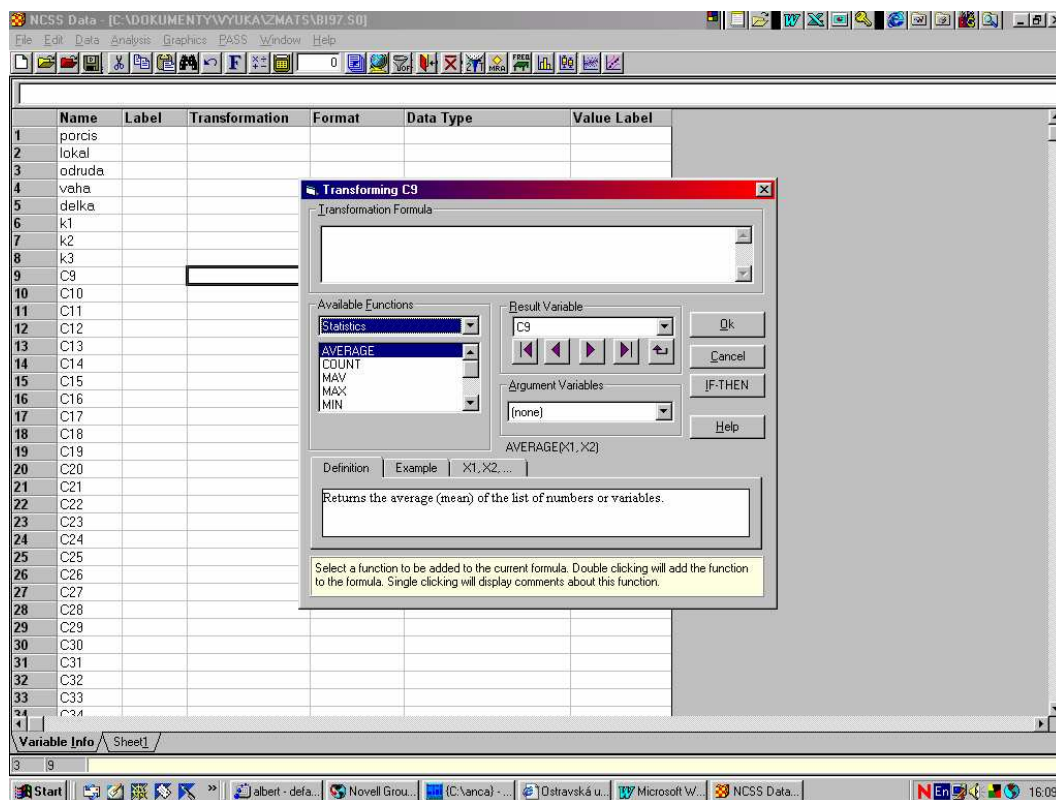 NCSS Data - [C:\DOKUMENTY\VYUKA\ZMATS\BI97.S0]
File Edit Data Analysis Graphics PASS Window Help
0
Name Label Transformation Format Data Type Value Label
1 porcis
2 lokal
3 odruda
4 vaha
5 delka
6 k1
7 k2
8 k3
9 C9
10 C10
11 C11
12 C12
13 C13
14 C14
15 C15
16 C16
17 C17
18 C18
19 C19
20 C20
21 C21
22 C22
23 C23
24 C24
25 C25
26 C26
27 C27
28 C28
29 C29
30 C30
31 C31
32 C32
33 C33
34 C34
Transforming C9
Transformation Formula
Available Functions
Statistics
AVERAGE
COUNT
MAV
MAX
MIN
Result Variable
C9
Argument Variables
(none)
AVERAGE(X1, X2)
Ok
Cancel
IF-THEN
Help
Definition Example X1, X2, ...
Returns the average (mean) of the list of numbers or variables.
Select a function to be added to the current formula. Double clicking will add the function
to the formula. Single clicking will display comments about this function.
Variable Info Sheet1
3 9
Start » albert - defa... Novell Grou... {C:\anca} - ... Ostravská u... Microsoft W... NCSS Data... En 16:09